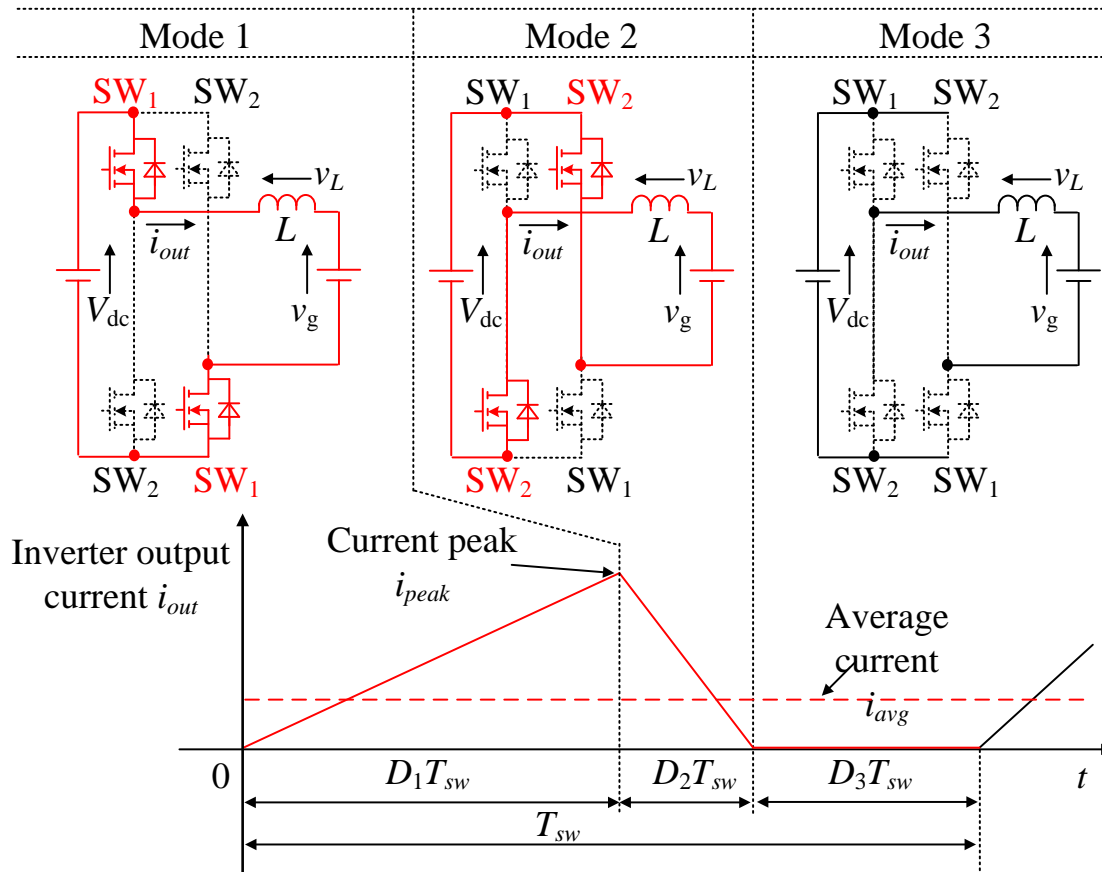 Mode 1
Mode 2
Mode 3
SW1
SW2
vL
L
iout
Vdc
vg
SW2
SW1
SW1
SW2
vL
L
iout
Vdc
vg
SW2
SW1
SW1
SW2
vL
L
iout
Vdc
vg
SW2
SW1
Inverter output
current iout
Current peak
ipeak
Average
current
iavg
0
D1Tsw
D2Tsw
D3Tsw
t
Tsw